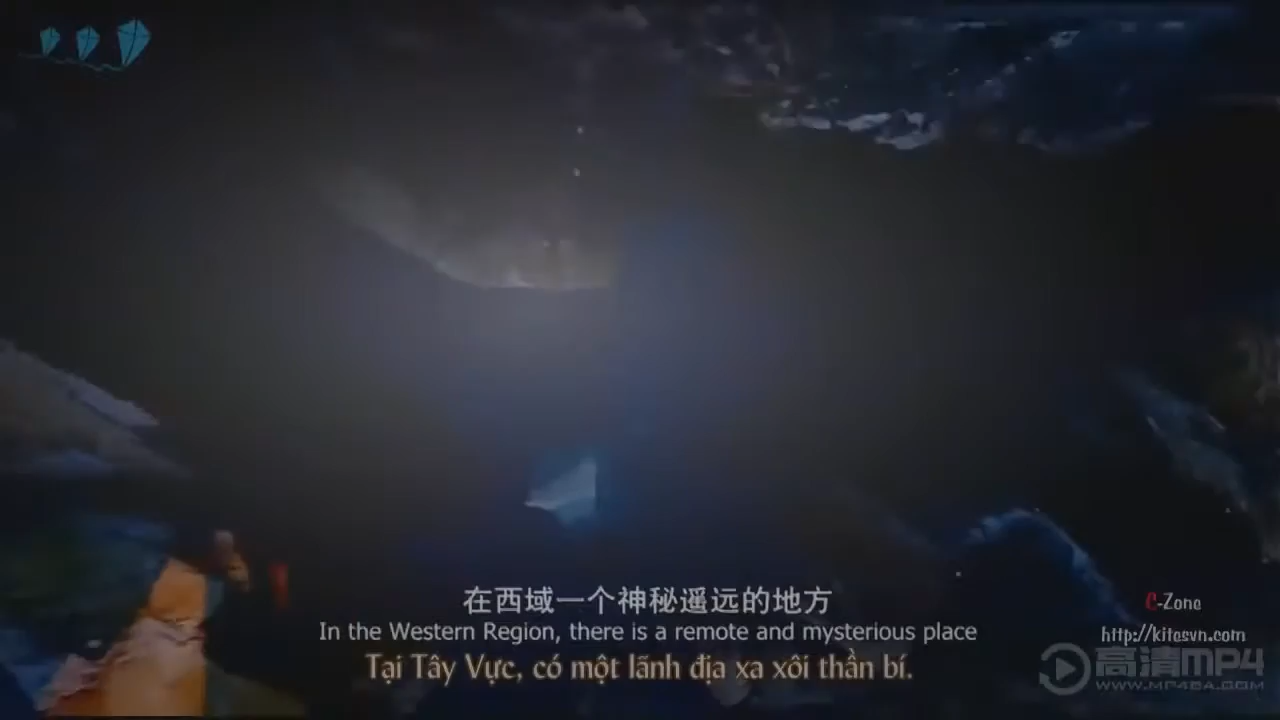 在西域一个神秘遥远的地方
In the Western Region, there is a remote and mysterious place
Tại Tây Vực, có một lãnh địa xa xôi thần bí.
C-Zone
http://kitesvn.com
高清MP4
WWW.MP4BA.COM